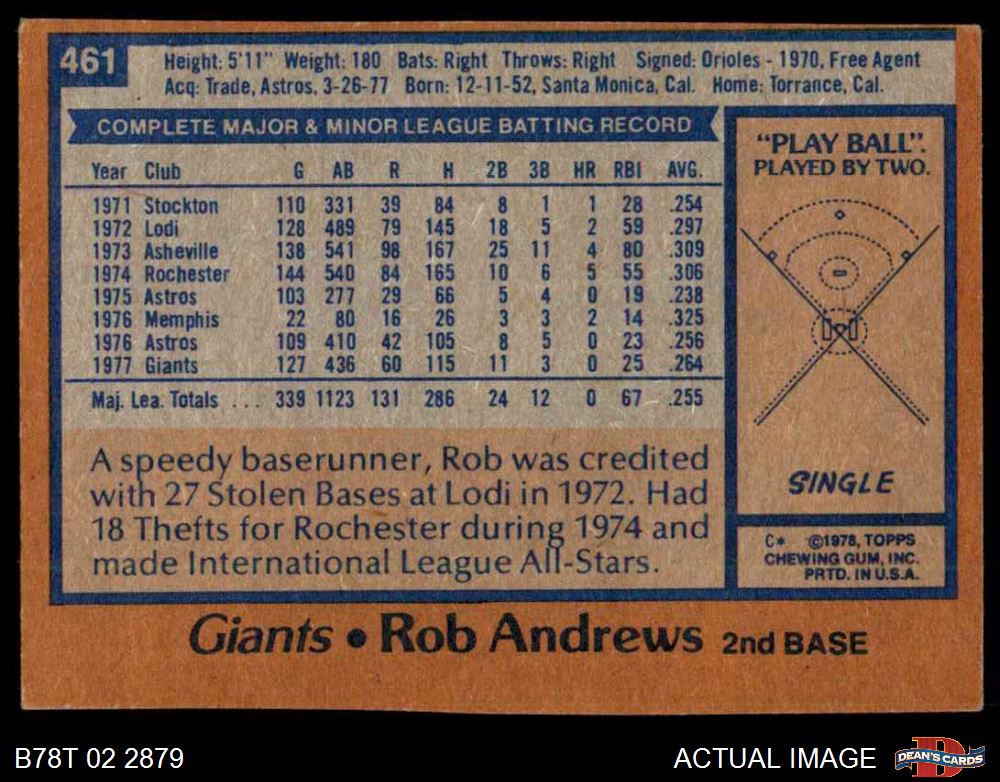 461
Height: 5'11" Weight: 180 Bats: Right Throws: Right Signed: Orioles - 1970, Free Agent
Acq: Trade, Astros, 3-26-77 Born: 12-11-52, Santa Monica, Cal. Home: Torrance, Cal.
COMPLETE MAJOR & MINOR LEAGUE BATTING RECORD
Year Club G AB R H 2B 3B HR RBI AVG.
1971 Stockton 110 331 39 84 8 1 1 28 .254
1972 Lodi 128 489 79 145 18 5 2 59 .297
1973 Asheville 138 541 98 167 25 11 4 80 .309
1974 Rochester 144 540 84 165 10 6 5 55 .306
1975 Astros 103 277 29 66 5 4 0 19 .238
1976 Memphis 22 80 16 26 3 3 2 14 .325
1976 Astros 109 410 42 105 8 5 0 23 .256
1977 Giants 127 436 60 115 11 3 0 25 .264
Maj. Lea. Totals ... 339 1123 131 286 24 12 0 67 .255
A speedy baserunner, Rob was credited
with 27 Stolen Bases at Lodi in 1972. Had
18 Thefts for Rochester during 1974 and
made International League All-Stars.
"PLAY BALL".
PLAYED BY TWO.
SINGLE
C* ©1978, TOPPS
CHEWING GUM, INC.
PRTD. IN U.S.A.
Giants • Rob Andrews 2nd BASE
B78T 02 2879
ACTUAL IMAGE
D
DEAN'S CARDS